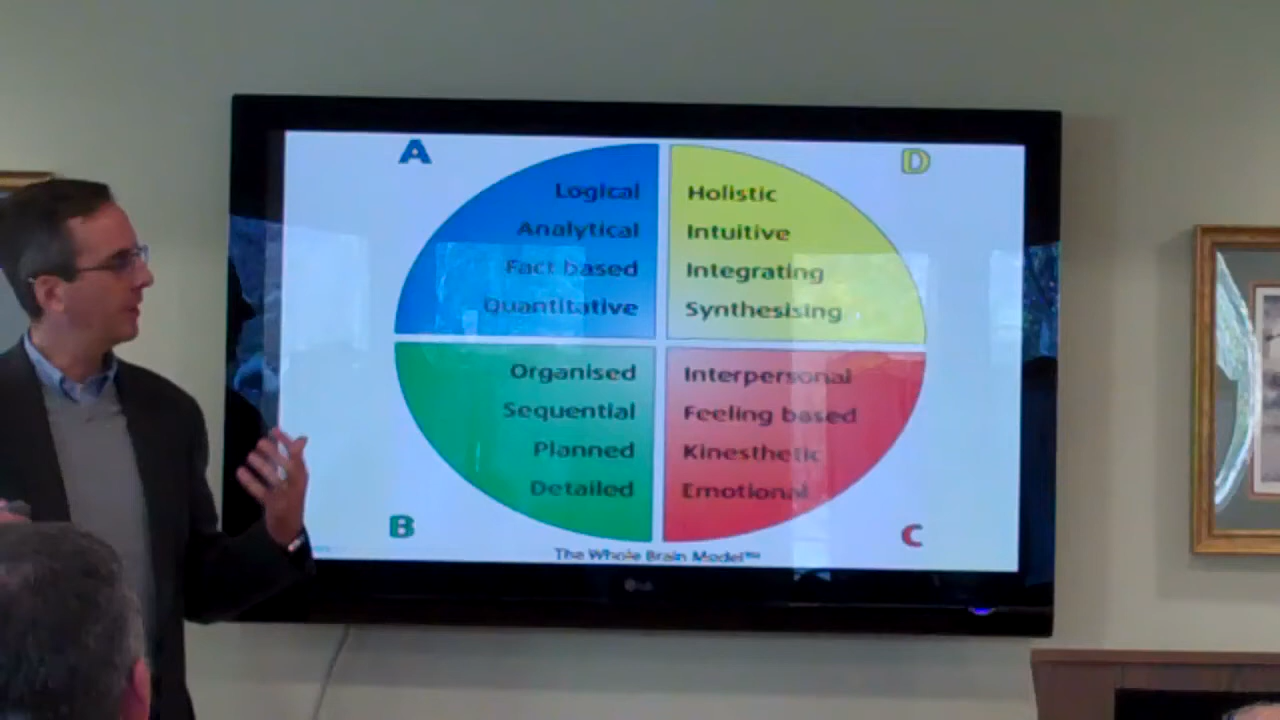 A
D
Logical
Analytical
Fact based
Quantitative
Holistic
Intuitive
Integrating
Synthesising
Organised
Sequential
Planned
Detailed
Interpersonal
Feeling based
Kinesthetic
Emotional
B
C
The Whole Brain Model™
LG